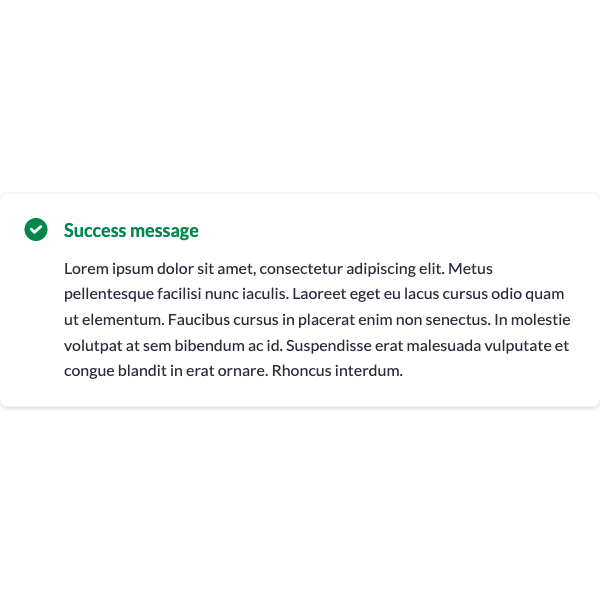 Success message
Lorem ipsum dolor sit amet, consectetur adipiscing elit. Metus
pellentesque facilisi nunc iaculis. Laoreet eget eu lacus cursus odio quam
ut elementum. Faucibus cursus in placerat enim non senectus. In molestie
volutpat at sem bibendum ac id. Suspendisse erat malesuada vulputate et
congue blandit in erat ornare. Rhoncus interdum.